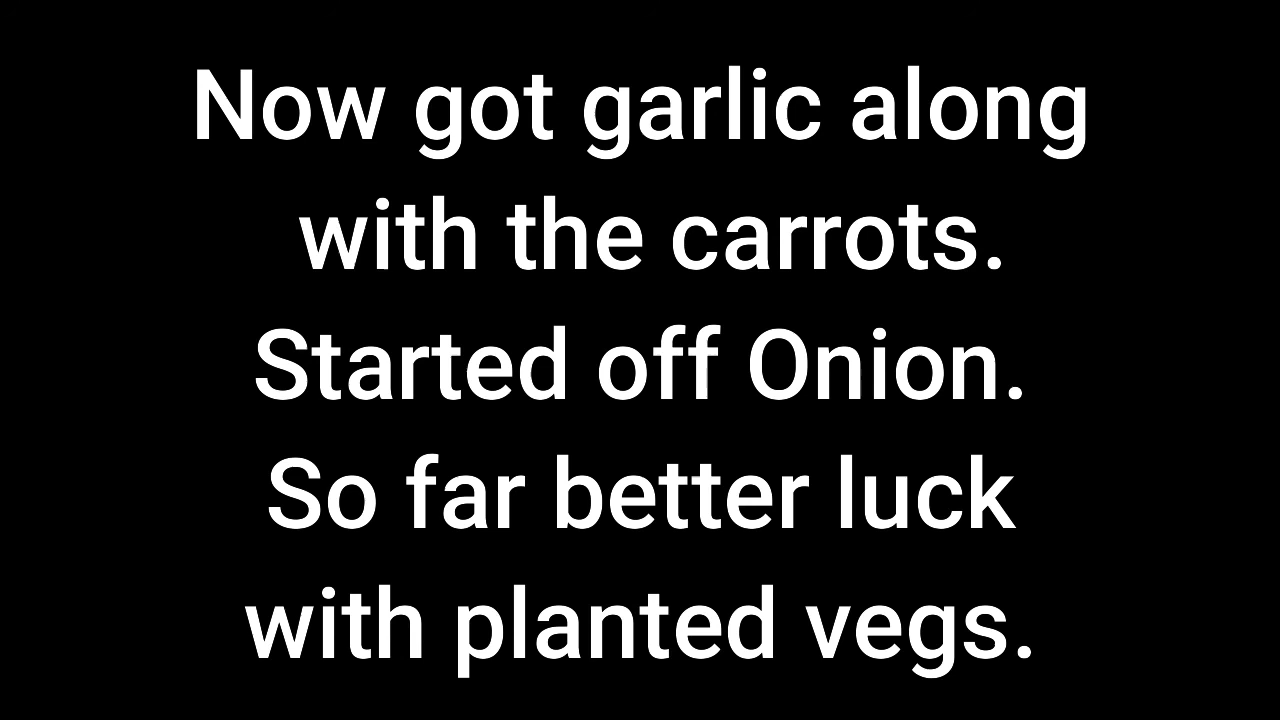 Now got garlic along
with the carrots.
Started off Onion.
So far better luck
with planted vegs.